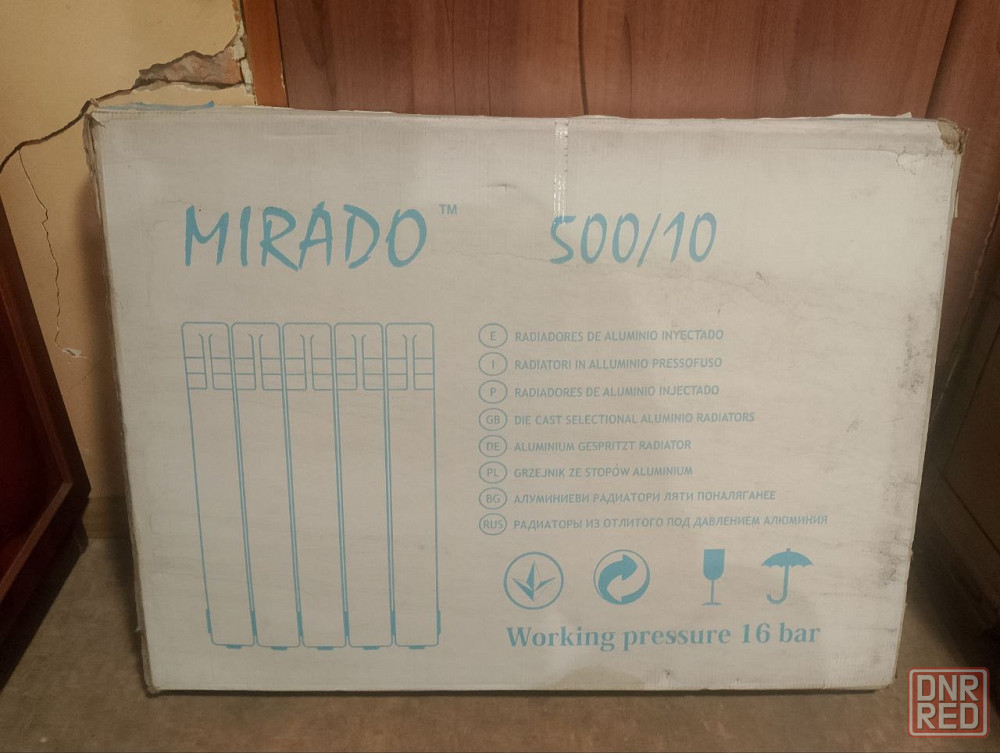 MIRADO™ 500/10
E RADIADORES DE ALUMINIO INYECTADO
I RADIATORI IN ALLUMINIO PRESSOFUSO
P RADIADORES DE ALUMINIO INJECTADO
GB DIE CAST SELECTIONAL ALUMINIO RADIATORS
DE ALUMINIUM GESPRITZT RADIATOR
PL GRZEJNIK ZE STOPÓW ALUMINIUM
BG АЛУМИНИЕВИ РАДИАТОРИ ЛЯТИ ПОНАЛЯГАНЕЕ
RUS РАДИАТОРЫ ИЗ ОТЛИТОГО ПОД ДАВЛЕНИЕМ АЛЮМИНИЯ
Working pressure 16 bar
DNR
RED